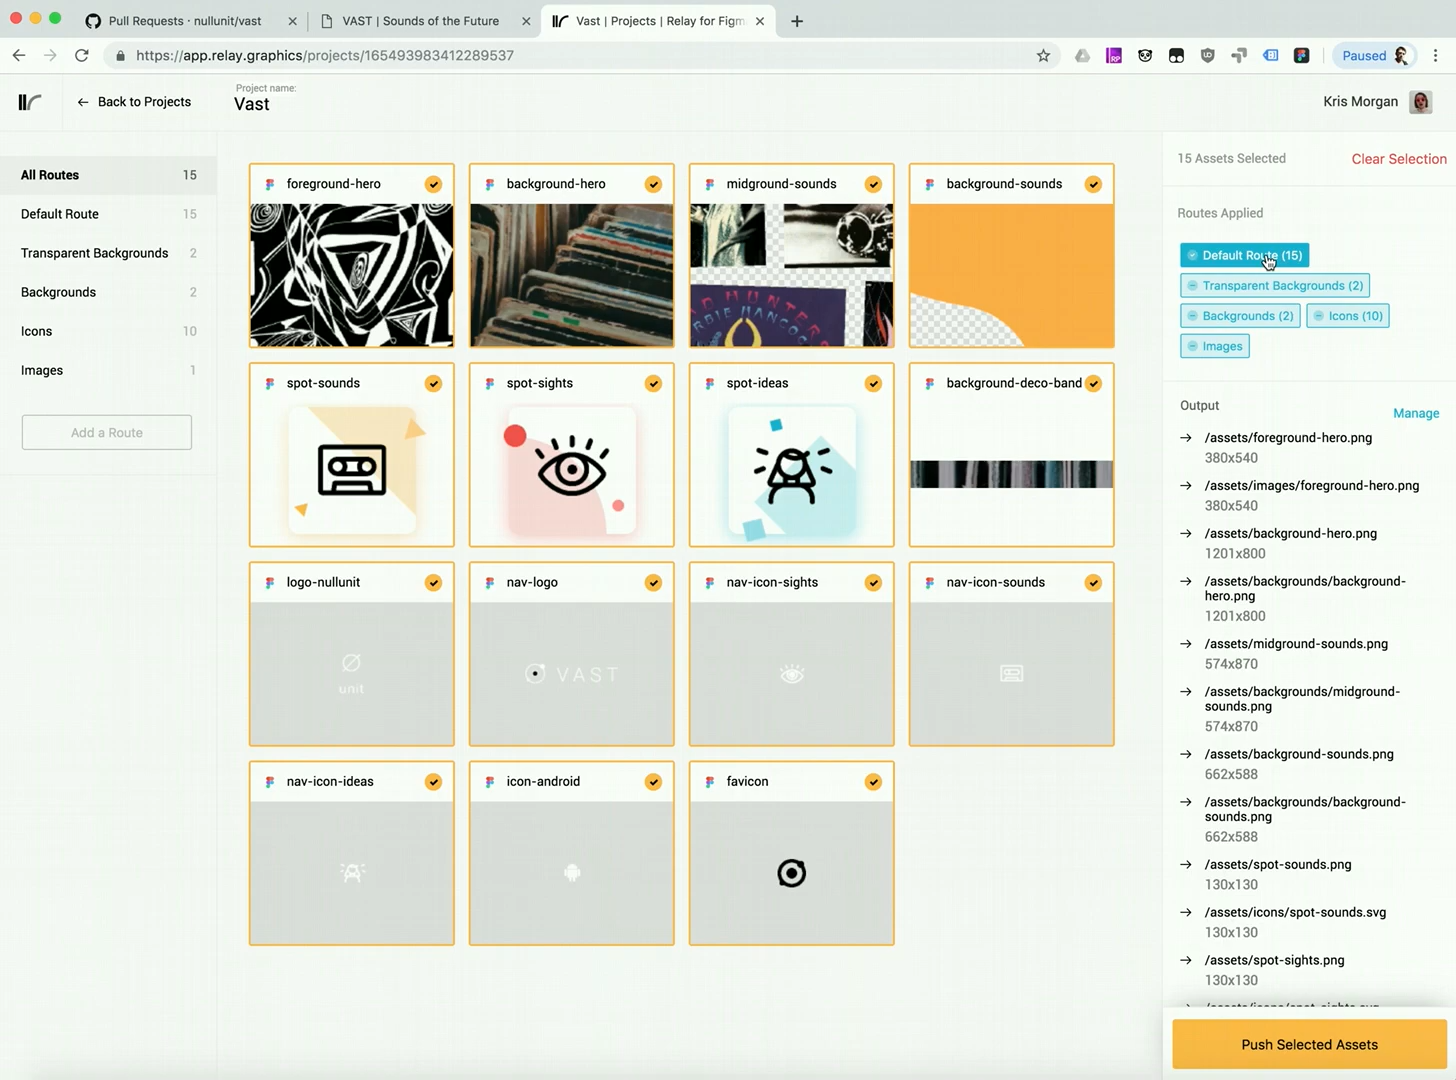 Pull Requests · nullunit/vast
VAST | Sounds of the Future
Vast | Projects | Relay for Figm
https://app.relay.graphics/projects/165493983412289537
Paused
Back to Projects
Project name:
Vast
Kris Morgan
All Routes 15
Default Route 15
Transparent Backgrounds 2
Backgrounds 2
Icons 10
Images 1
Add a Route
foreground-hero
background-hero
midground-sounds
background-sounds
spot-sounds
spot-sights
spot-ideas
background-deco-band
logo-nullunit
nav-logo
nav-icon-sights
nav-icon-sounds
unit
VAST
nav-icon-ideas
icon-android
favicon
15 Assets Selected
Clear Selection
Routes Applied
Default Route (15)
Transparent Backgrounds (2)
Backgrounds (2)
Icons (10)
Images
Output
Manage
/assets/foreground-hero.png
380x540
/assets/images/foreground-hero.png
380x540
/assets/background-hero.png
1201x800
/assets/backgrounds/background-
hero.png
1201x800
/assets/midground-sounds.png
574x870
/assets/backgrounds/midground-
sounds.png
574x870
/assets/background-sounds.png
662x588
/assets/backgrounds/background-
sounds.png
662x588
/assets/spot-sounds.png
130x130
/assets/icons/spot-sounds.svg
130x130
/assets/spot-sights.png
130x130
Push Selected Assets